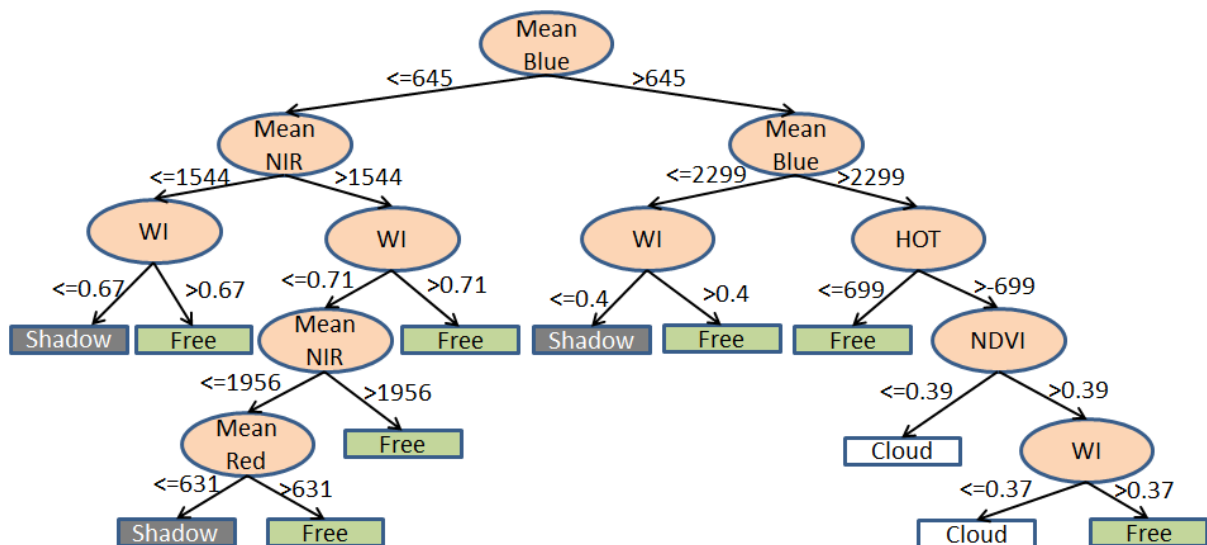 Mean
Blue
<=645
>645
Mean
NIR
Mean
Blue
<=1544
>1544
<=2299
>2299
WI
WI
WI
HOT
<=0.67
>0.67
<=0.71
>0.71
<=0.4
>0.4
<=699
>-699
Shadow
Free
Mean
NIR
Free
Shadow
Free
Free
NDVI
<=1956
>1956
<=0.39
>0.39
Mean
Red
Free
Cloud
WI
<=631
>631
<=0.37
>0.37
Shadow
Free
Cloud
Free